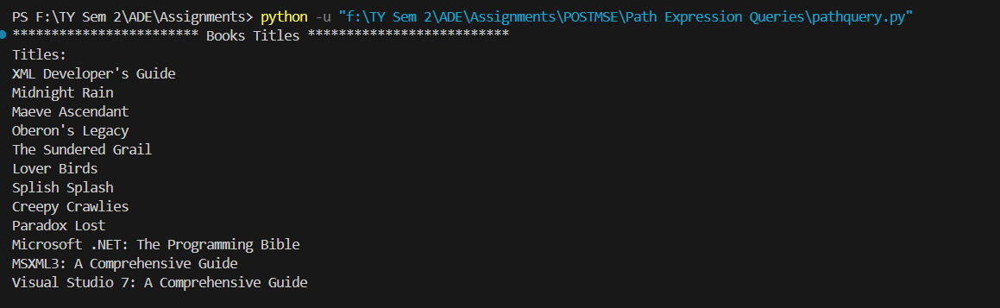 PS F:\TY Sem 2\ADE\Assignments> python -u "f:\TY Sem 2\ADE\Assignments\POSTMSE\Path Expression Queries\pathquery.py"
************************ Books Titles **************************
Titles:
XML Developer's Guide
Midnight Rain
Maeve Ascendant
Oberon's Legacy
The Sundered Grail
Lover Birds
Splish Splash
Creepy Crawlies
Paradox Lost
Microsoft .NET: The Programming Bible
MSXML3: A Comprehensive Guide
Visual Studio 7: A Comprehensive Guide